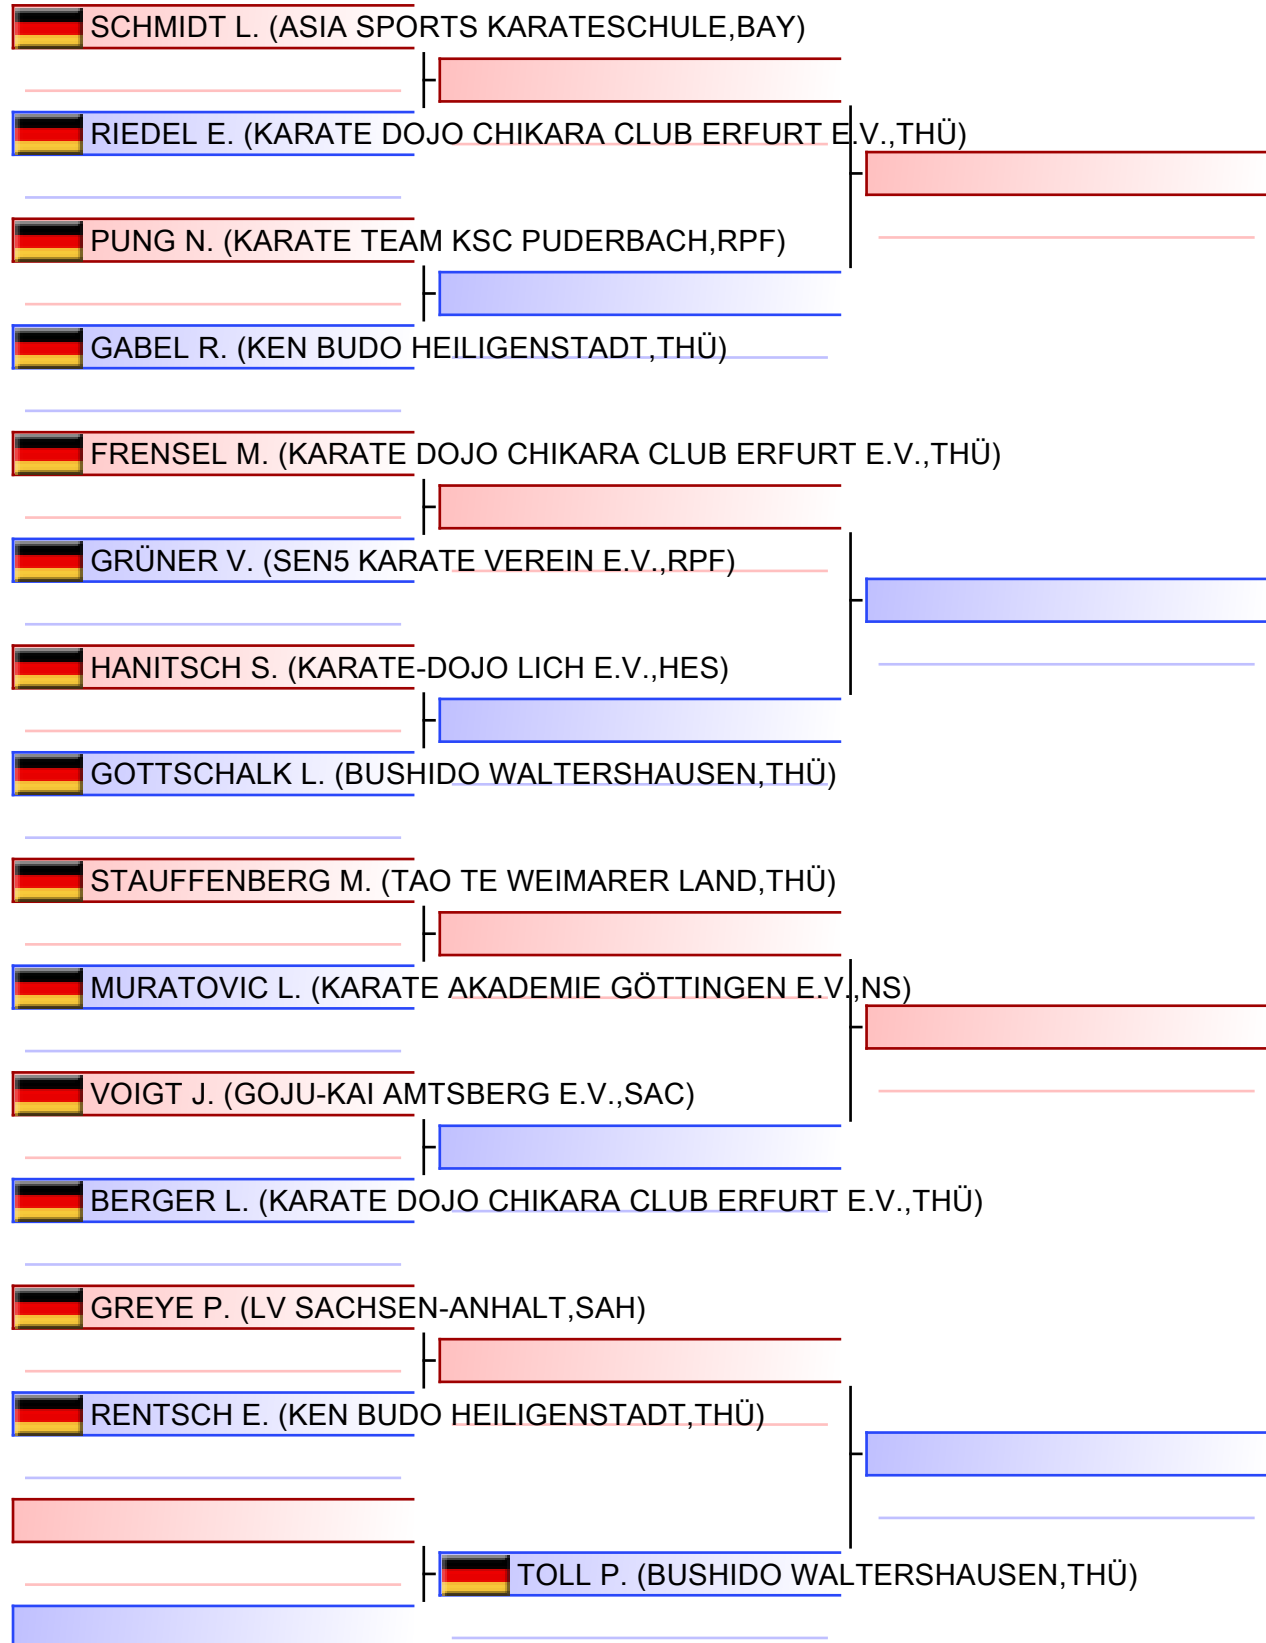 SCHMIDT L. (ASIA SPORTS KARATESCHULE,BAY)
RIEDEL E. (KARATE DOJO CHIKARA CLUB ERFURT E.V.,THÜ)
PUNG N. (KARATE TEAM KSC PUDERBACH,RPF)
GABEL R. (KEN BUDO HEILIGENSTADT,THÜ)
FRENSEL M. (KARATE DOJO CHIKARA CLUB ERFURT E.V.,THÜ)
GRÜNER V. (SEN5 KARATE VEREIN E.V.,RPF)
HANITSCH S. (KARATE-DOJO LICH E.V.,HES)
GOTTSCHALK L. (BUSHIDO WALTERSHAUSEN,THÜ)
STAUFFENBERG M. (TAO TE WEIMARER LAND,THÜ)
MURATOVIC L. (KARATE AKADEMIE GÖTTINGEN E.V.,NS)
VOIGT J. (GOJU-KAI AMTSBERG E.V.,SAC)
BERGER L. (KARATE DOJO CHIKARA CLUB ERFURT E.V.,THÜ)
GREYE P. (LV SACHSEN-ANHALT,SAH)
RENTSCH E. (KEN BUDO HEILIGENSTADT,THÜ)
TOLL P. (BUSHIDO WALTERSHAUSEN,THÜ)